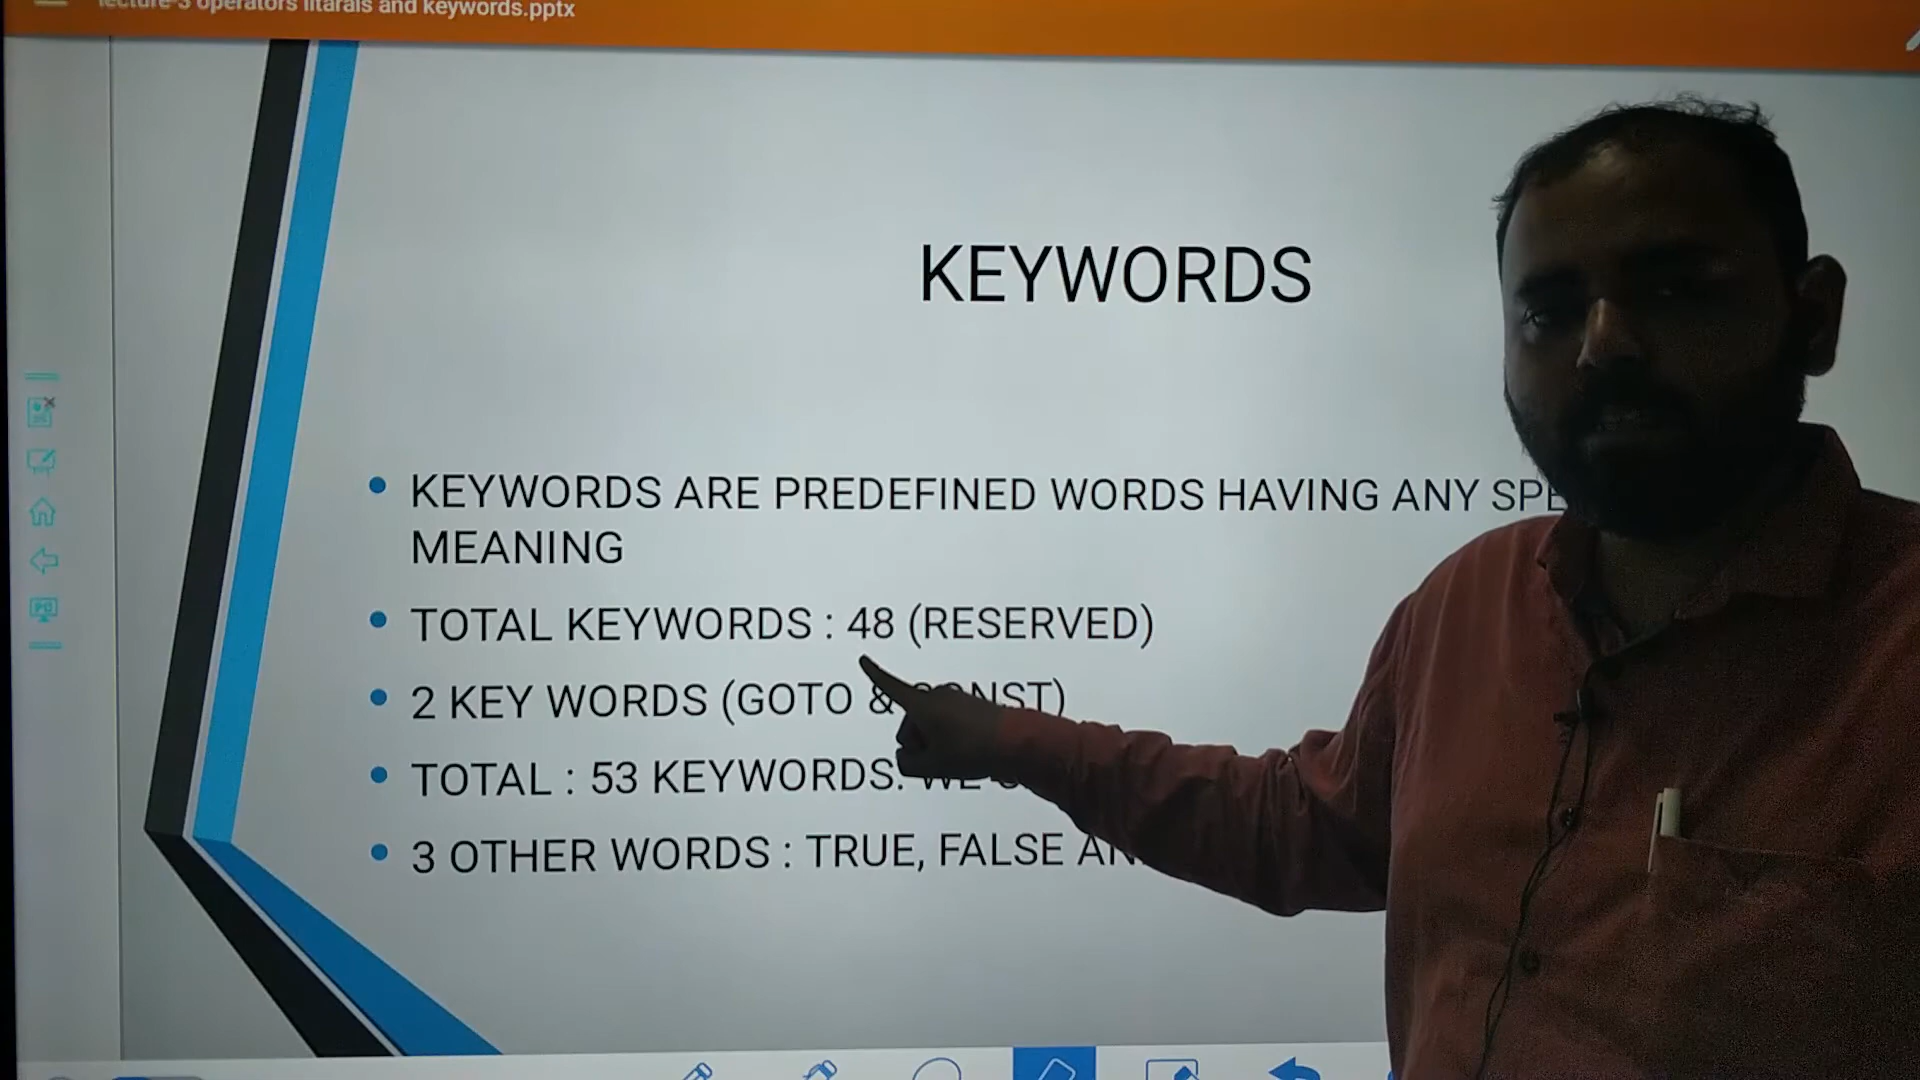 lecture-3 operators litarals and keywords.pptx
KEYWORDS
• KEYWORDS ARE PREDEFINED WORDS HAVING ANY
MEANING
• TOTAL KEYWORDS : 48 (RESERVED)
• 2 KEY WORDS (GOTO & CONST)
• TOTAL : 53 KEYWORDS.
• 3 OTHER WORDS : TRUE, FALSE